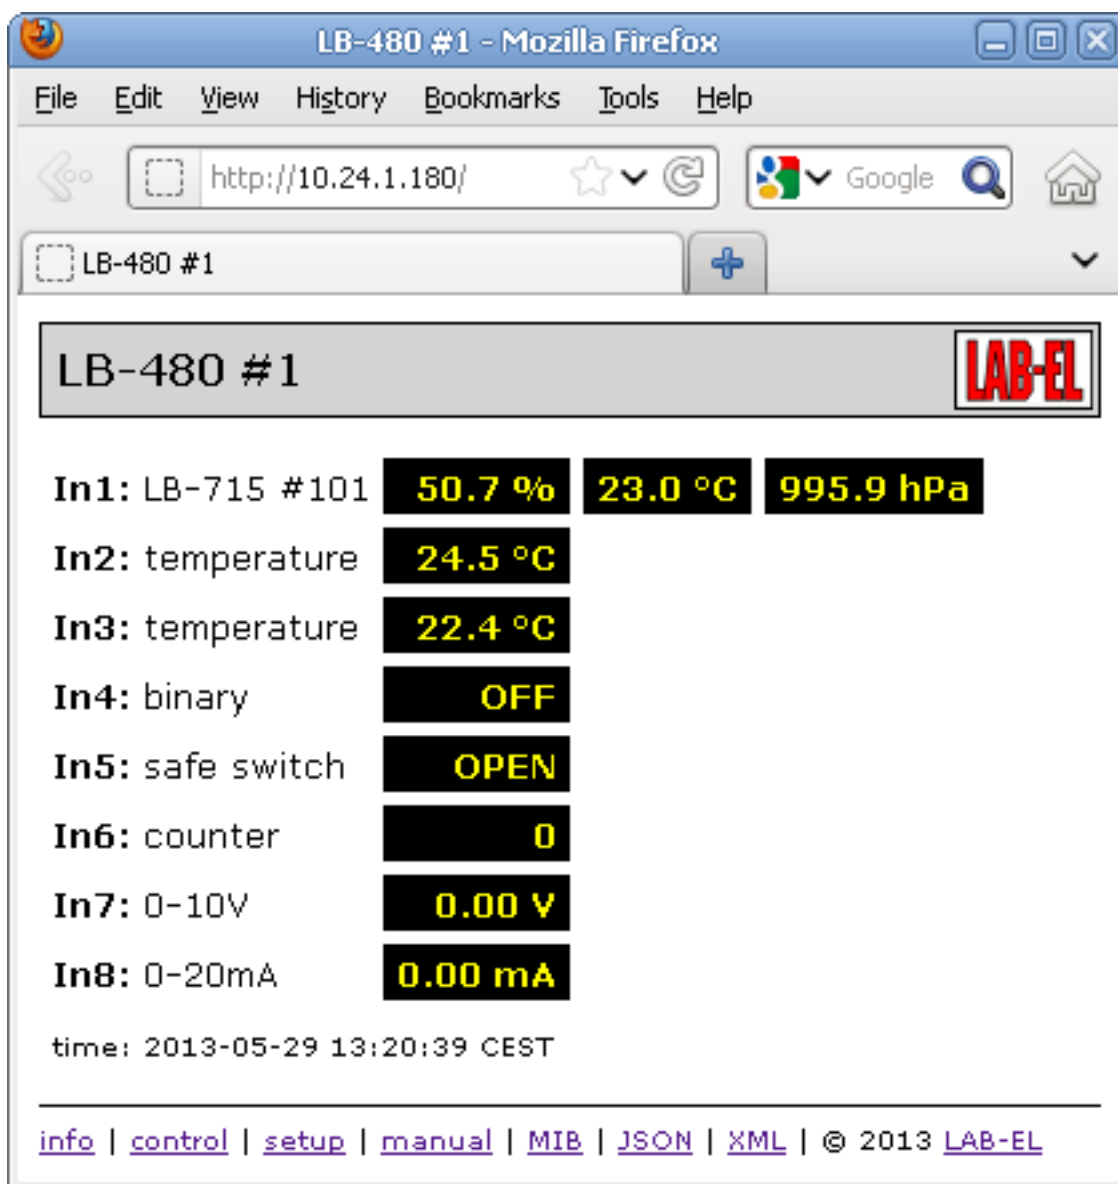 LB-480 #1 - Mozilla Firefox
File Edit View History Bookmarks Tools Help
http://10.24.1.180/ Google
LB-480 #1
LB-480 #1 LAB-EL
In1: LB-715 #101 50.7 % 23.0 °C 995.9 hPa
In2: temperature 24.5 °C
In3: temperature 22.4 °C
In4: binary OFF
In5: safe switch OPEN
In6: counter 0
In7: 0-10V 0.00 V
In8: 0-20mA 0.00 mA
time: 2013-05-29 13:20:39 CEST
info | control | setup | manual | MIB | JSON | XML | © 2013 LAB-EL